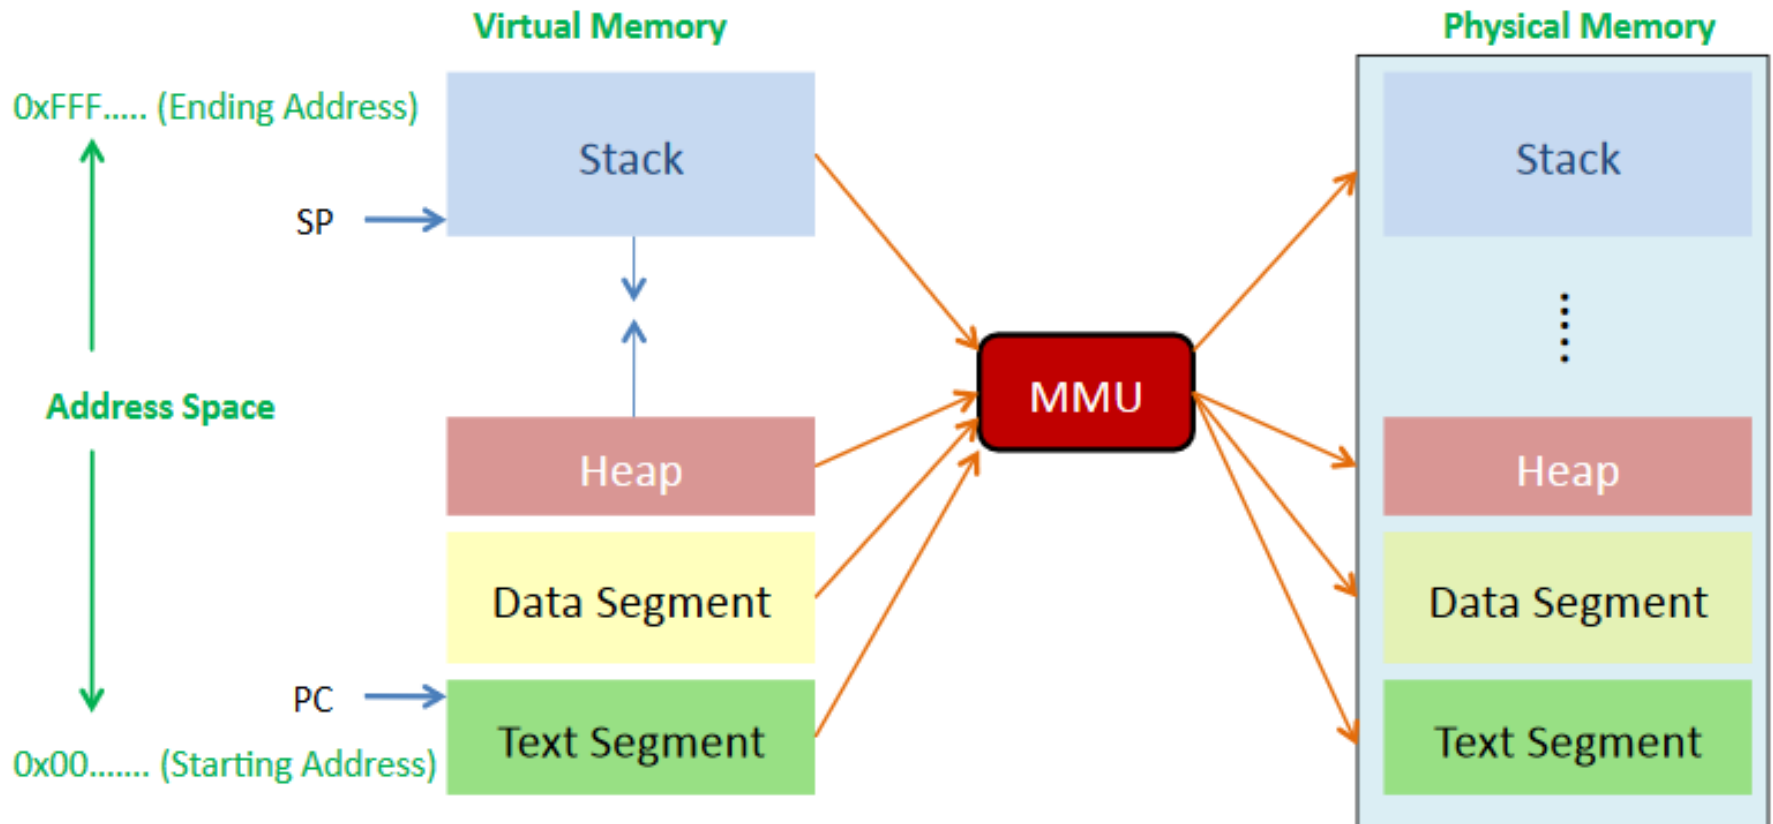 Virtual Memory
Physical Memory
0xFFF..... (Ending Address)
Stack
Stack
SP
MMU
Address Space
Heap
Heap
Data Segment
Data Segment
PC
Text Segment
Text Segment
0x00....... (Starting Address)